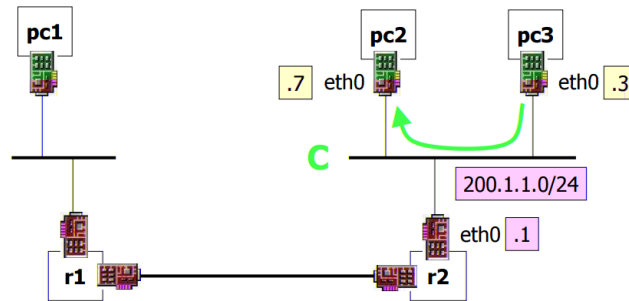 pc1
pc2
pc3
.7 eth0
eth0 .3
C
200.1.1.0/24
eth0 .1
r1
r2